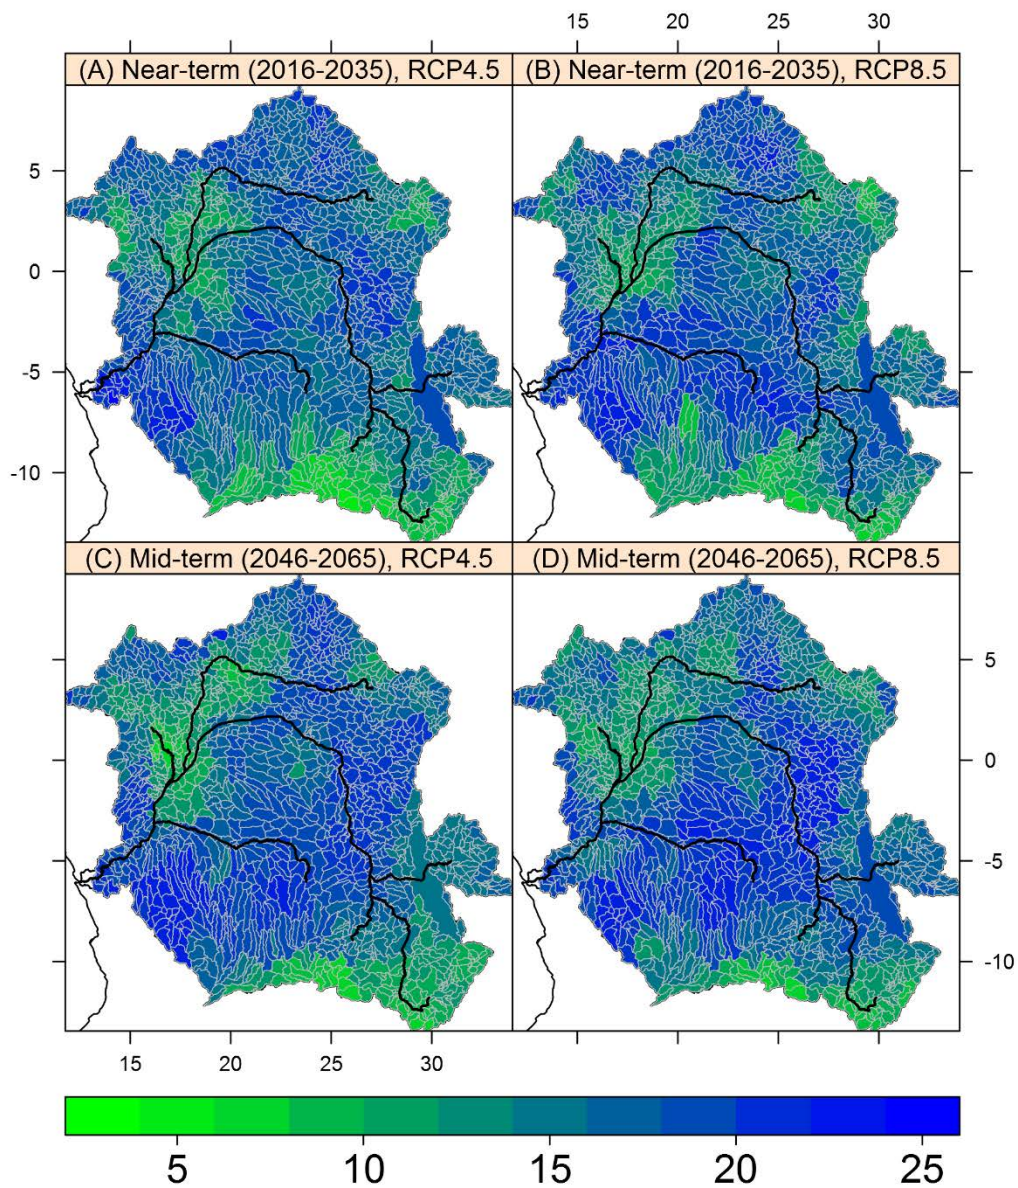 15 20 25 30
(A) Near-term (2016-2035), RCP4.5
(B) Near-term (2016-2035), RCP8.5
5
0
-5
-10
(C) Mid-term (2046-2065), RCP4.5
(D) Mid-term (2046-2065), RCP8.5
5
0
-5
-10
15 20 25 30
5 10 15 20 25